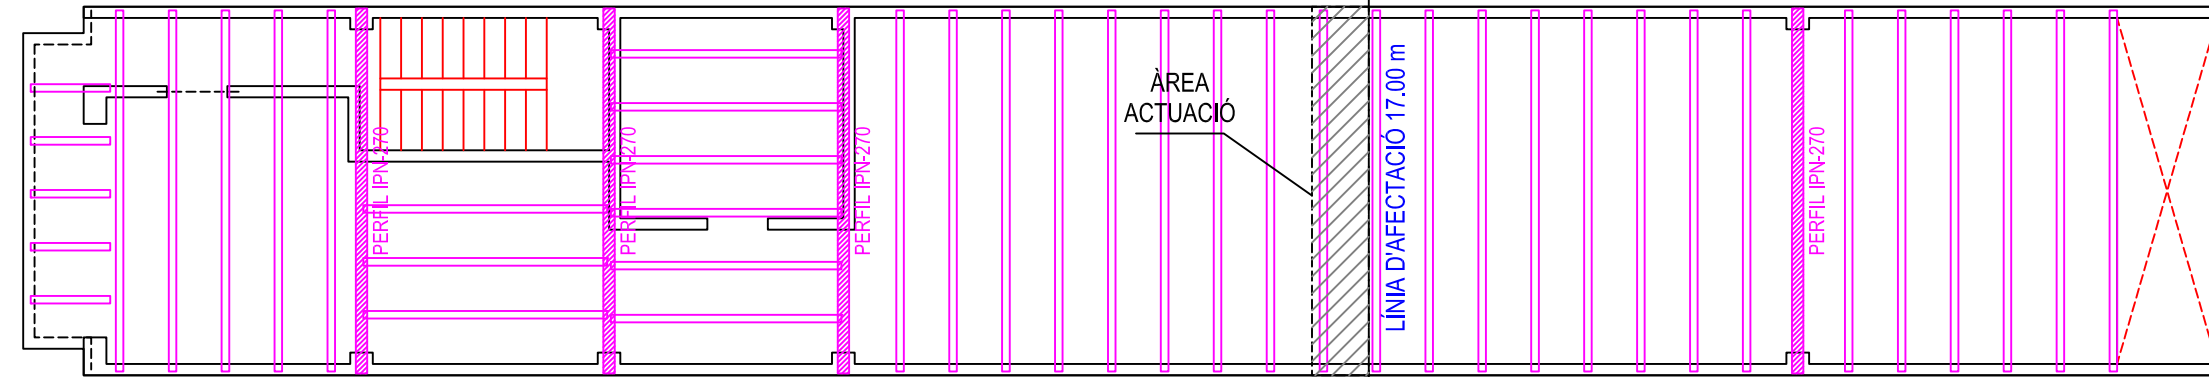 PERFIL IPN-270
PERFIL IPN-270
PERFIL IPN-270
ÀREA
ACTUACIÓ
LÍNIA D'AFECTACIÓ 17.00 m
PERFIL IPN-270